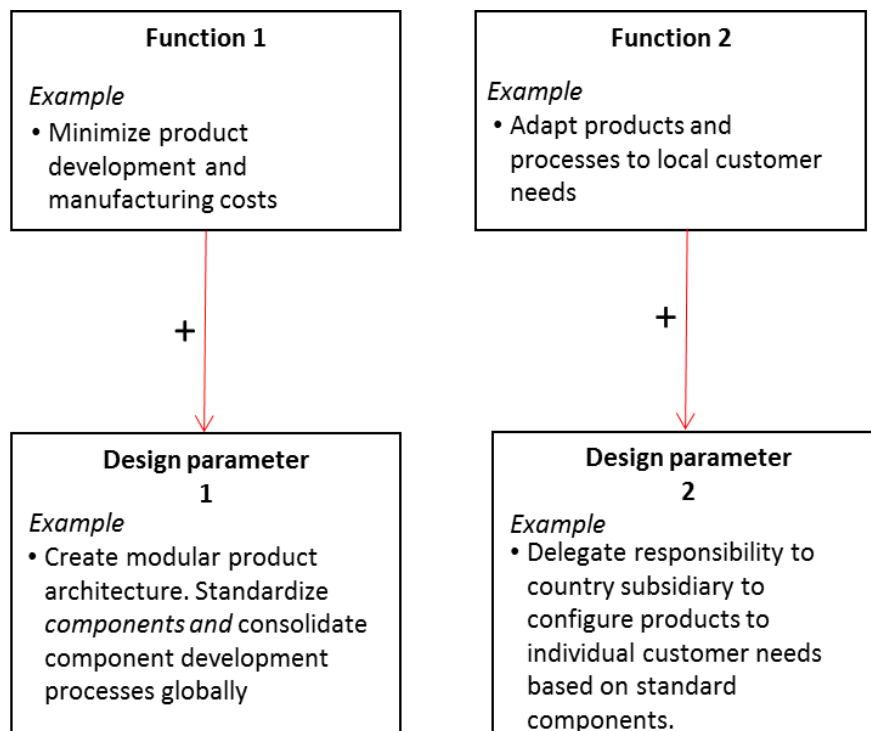 Function 1
Example
• Minimize product
development and
manufacturing costs
Function 2
Example
• Adapt products and
processes to local customer
needs
+
+
Design parameter
1
Example
• Create modular product
architecture. Standardize
components and consolidate
component development
processes globally
Design parameter
2
Example
• Delegate responsibility to
country subsidiary to
configure products to
individual customer needs
based on standard
components.